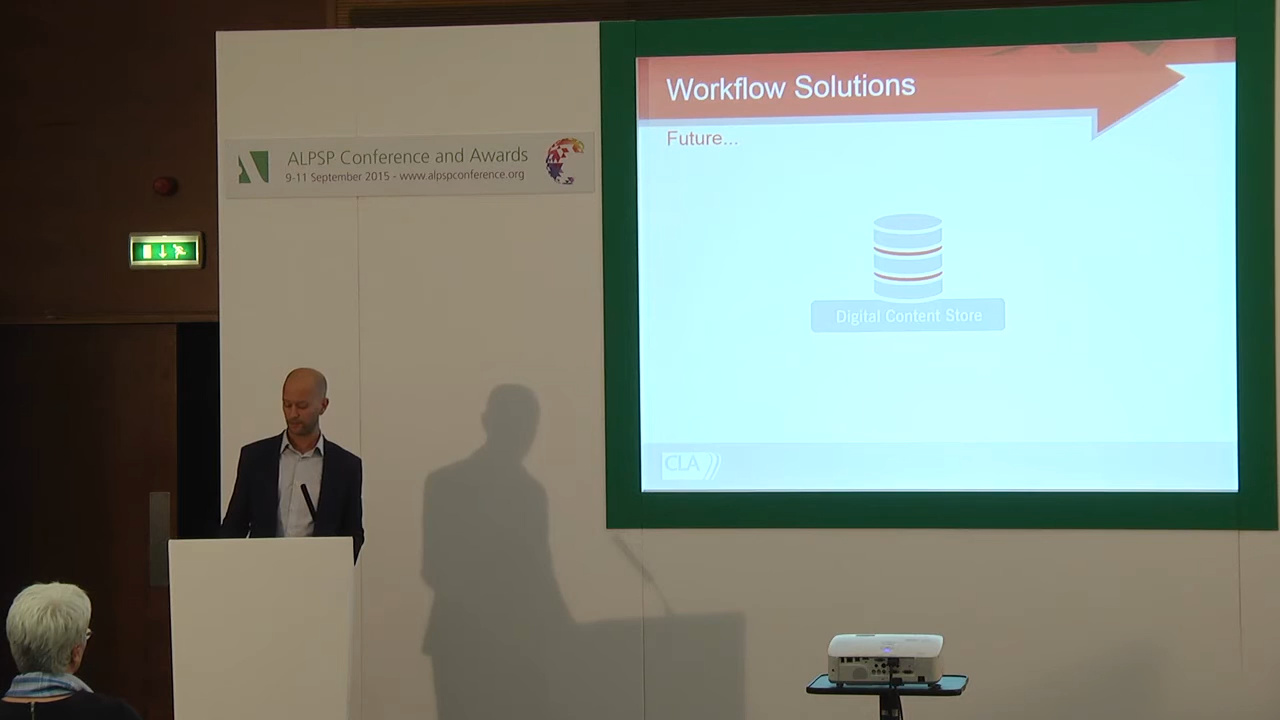 ALPSP Conference and Awards
9-11 September 2015 - www.alpspconference.org
Workflow Solutions
Future...
Digital Content Store
CLA